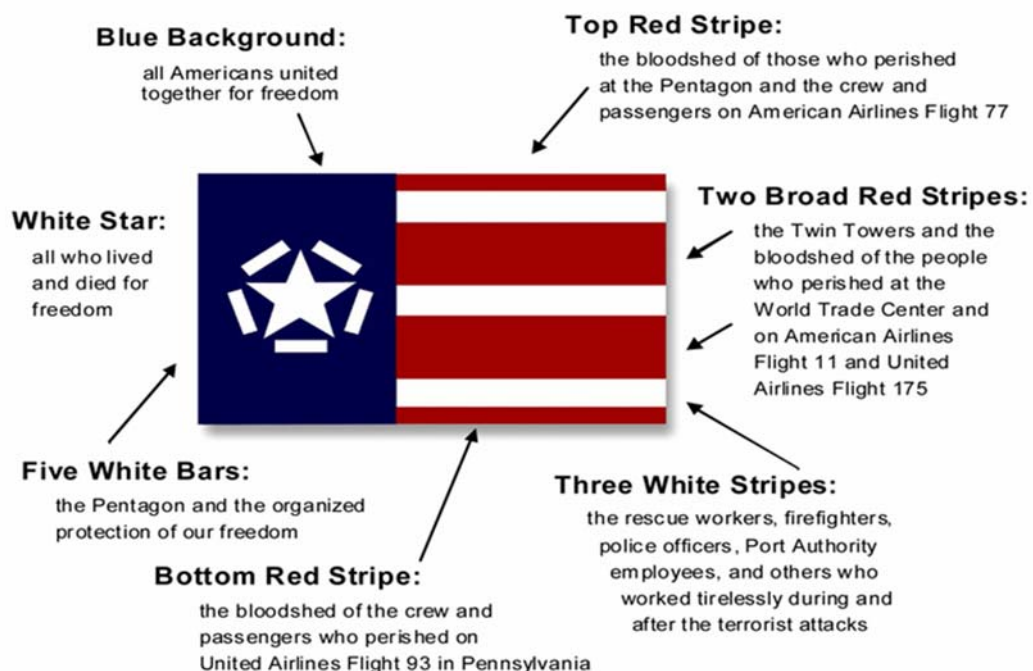 Blue Background:
all Americans united
together for freedom
Top Red Stripe:
the bloodshed of those who perished
at the Pentagon and the crew and
passengers on American Airlines Flight 77
White Star:
all who lived
and died for
freedom
Two Broad Red Stripes:
the Twin Towers and the
bloodshed of the people
who perished at the
World Trade Center and
on American Airlines
Flight 11 and United
Airlines Flight 175
Five White Bars:
the Pentagon and the organized
protection of our freedom
Three White Stripes:
the rescue workers, firefighters,
police officers, Port Authority
employees, and others who
worked tirelessly during and
after the terrorist attacks
Bottom Red Stripe:
the bloodshed of the crew and
passengers who perished on
United Airlines Flight 93 in Pennsylvania